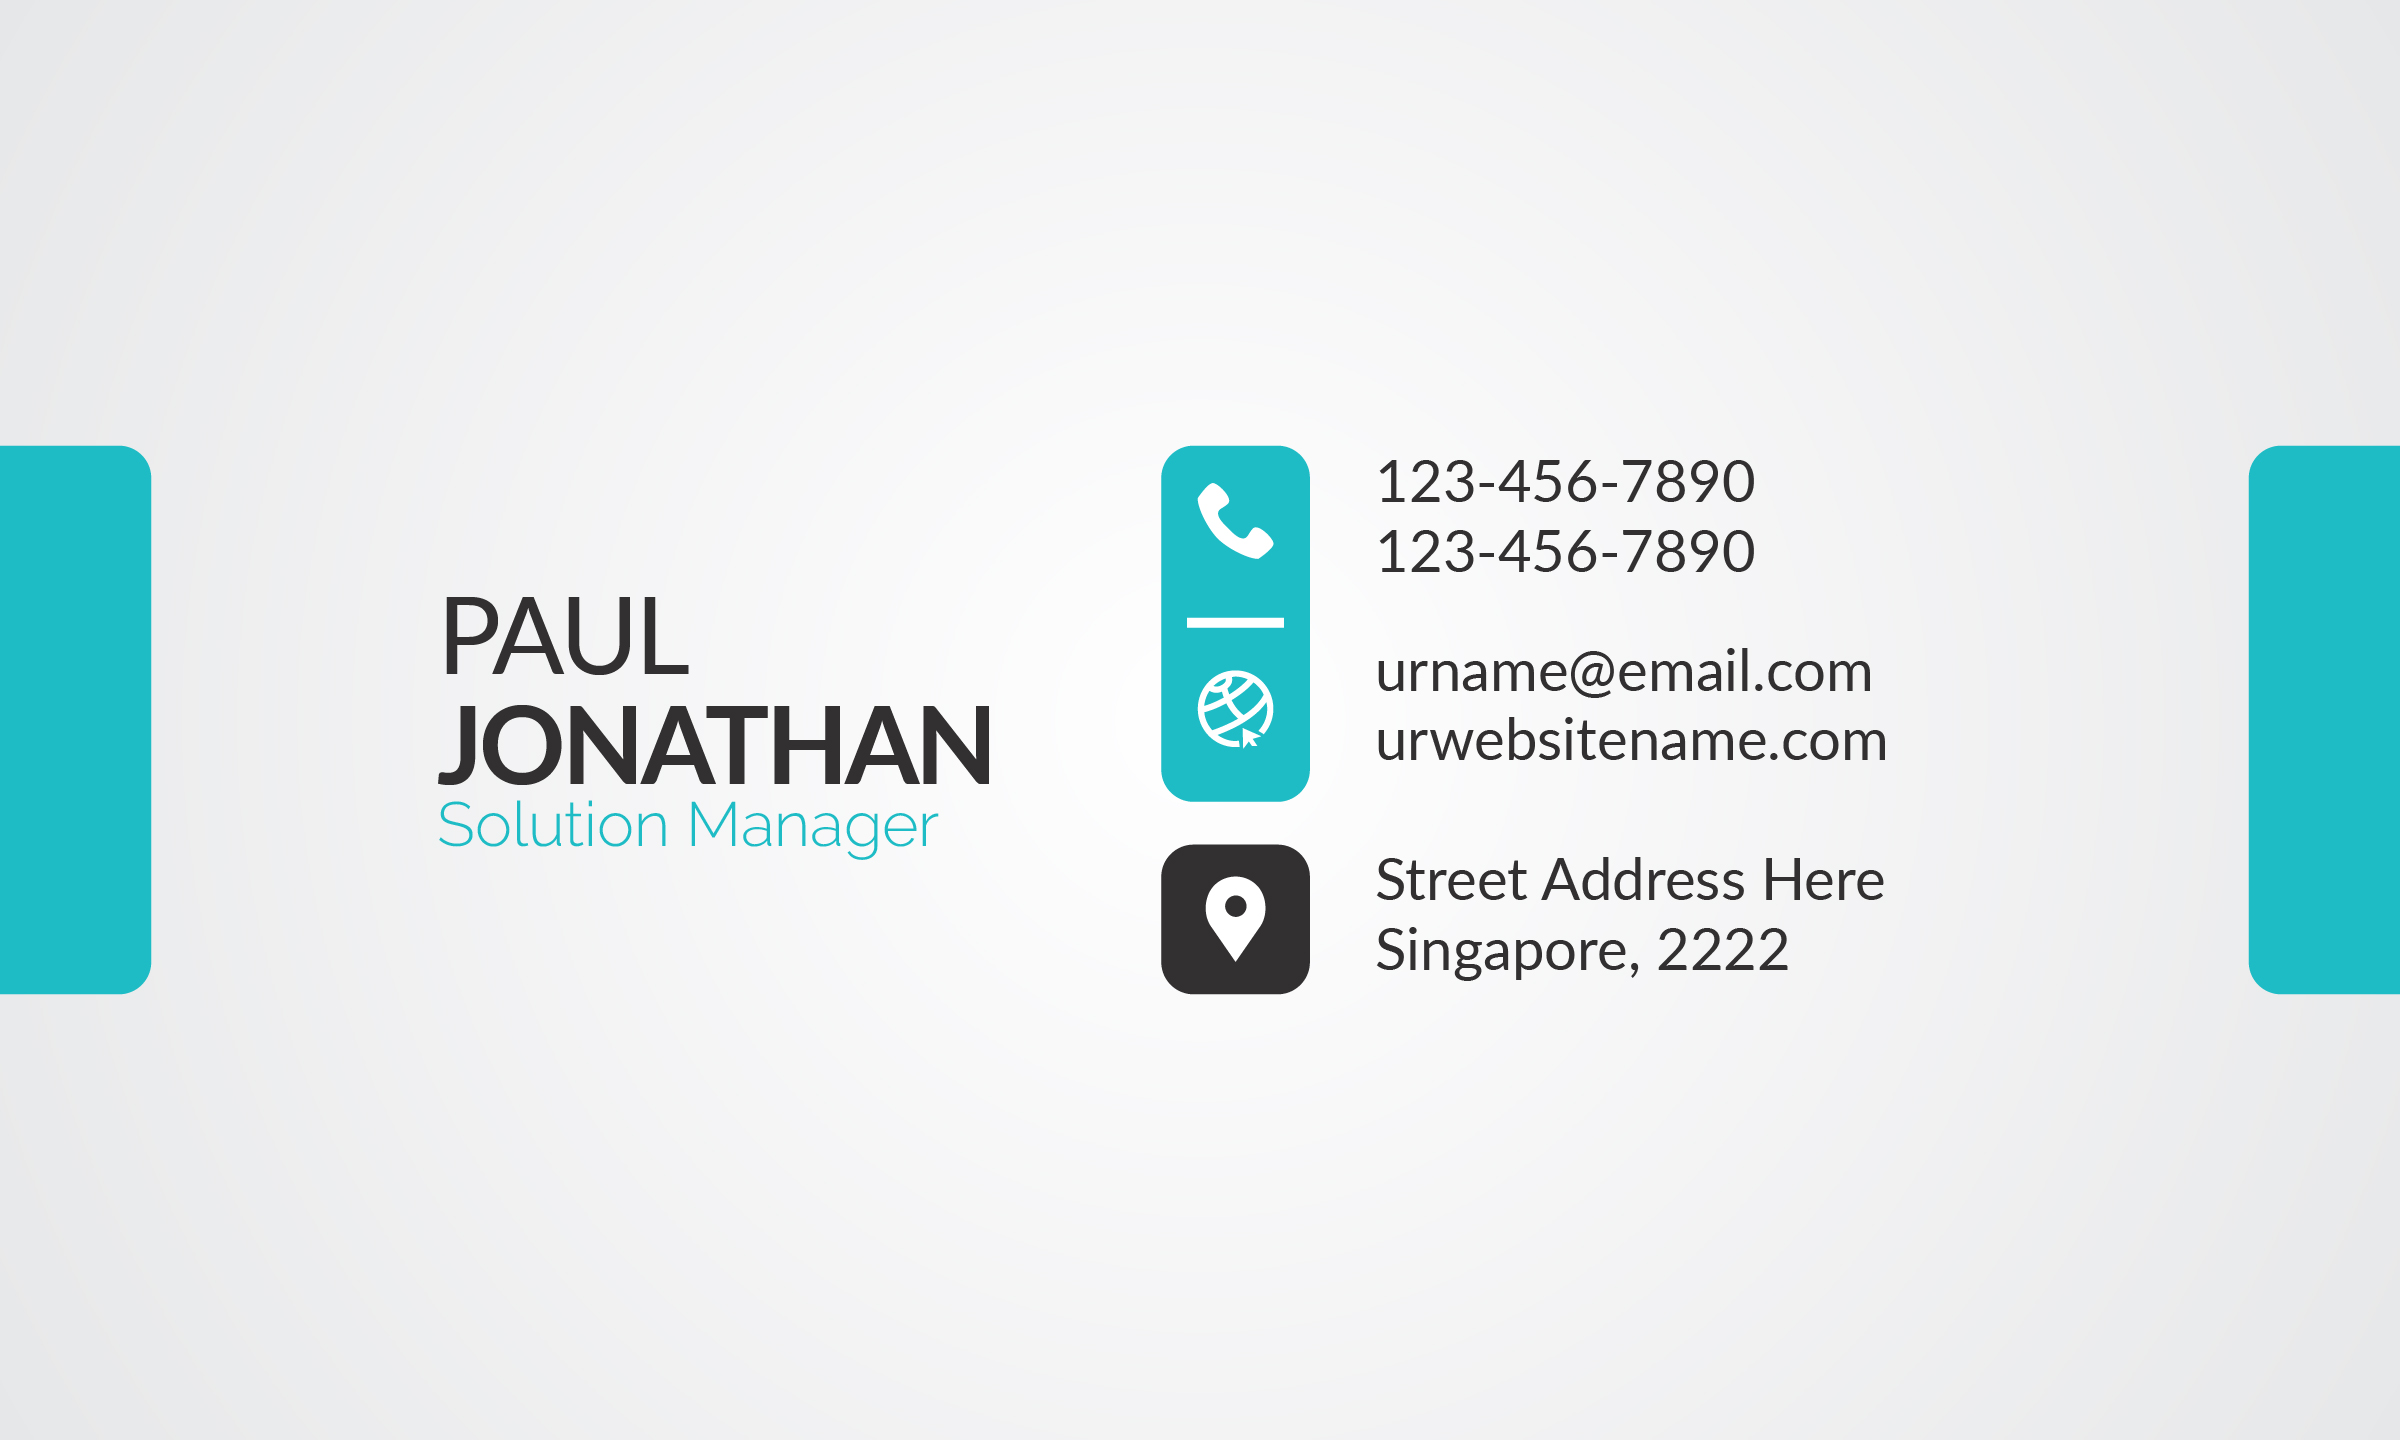 PAUL
JONATHAN
Solution Manager
123-456-7890
123-456-7890
urname@email.com
urwebsitename.com
Street Address Here
Singapore, 2222